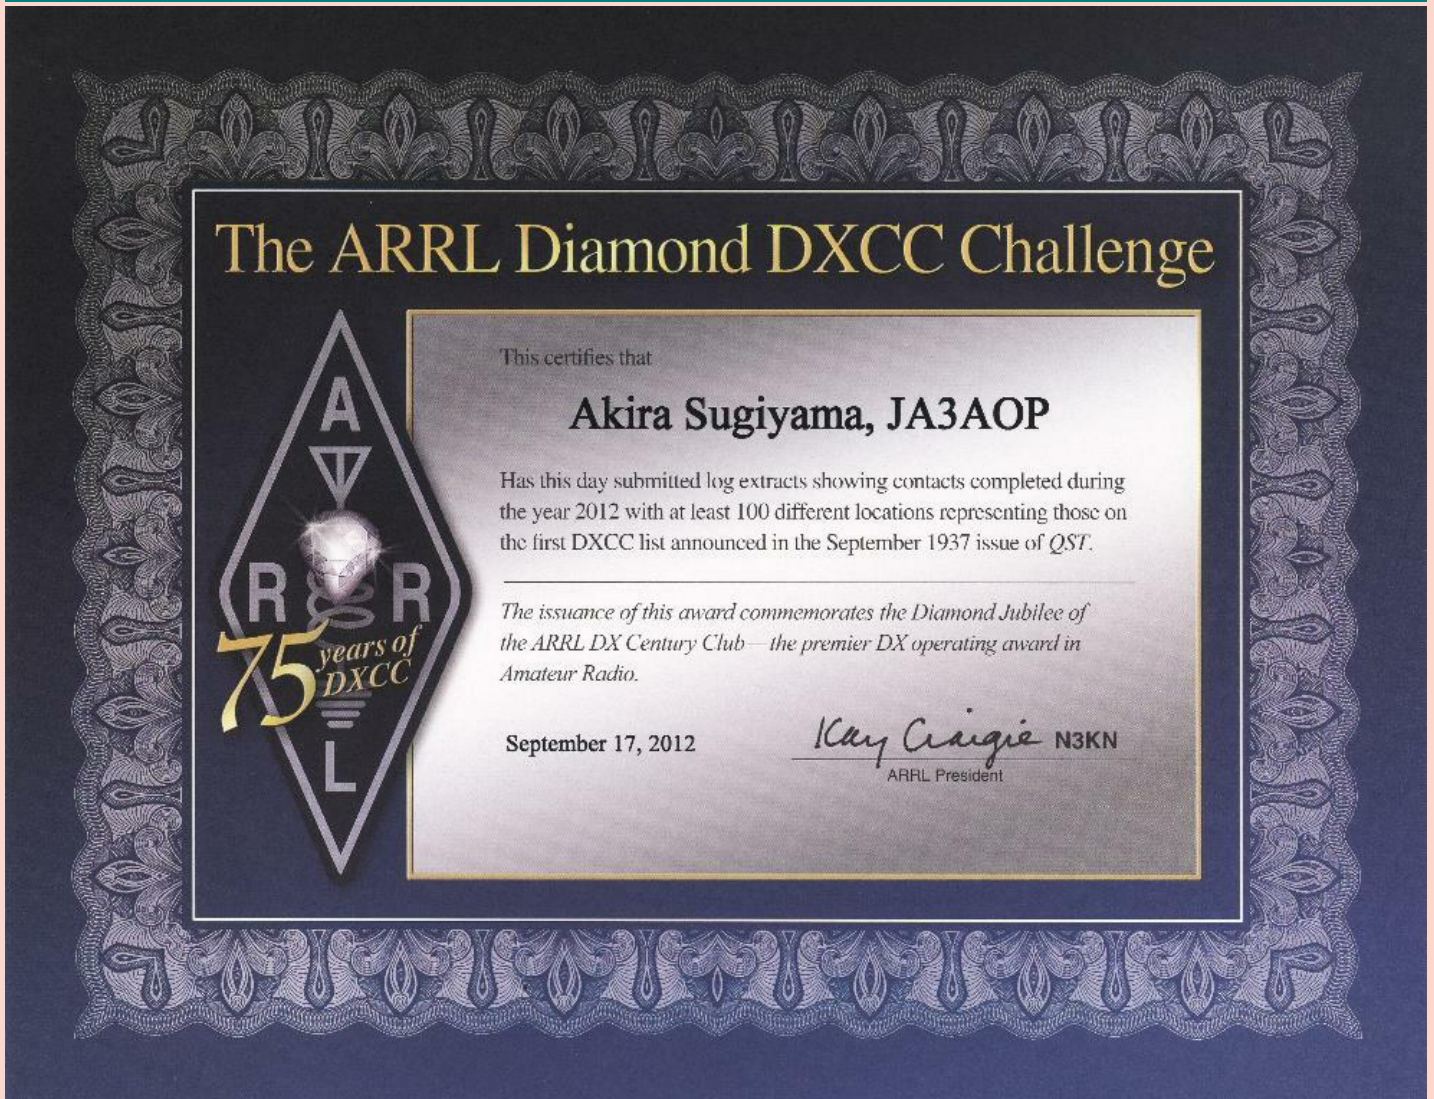 The ARRL Diamond DXCC Challenge
This certifies that
Akira Sugiyama, JA3AOP
Has this day submitted log extracts showing contacts completed during
the year 2012 with at least 100 different locations representing those on
the first DXCC list announced in the September 1937 issue of QST.
The issuance of this award commemorates the Diamond Jubilee of
the ARRL DX Century Club—the premier DX operating award in
Amateur Radio.
September 17, 2012
Kay Craigie N3KN
ARRL President
A
R R
L
75 years of
DXCC